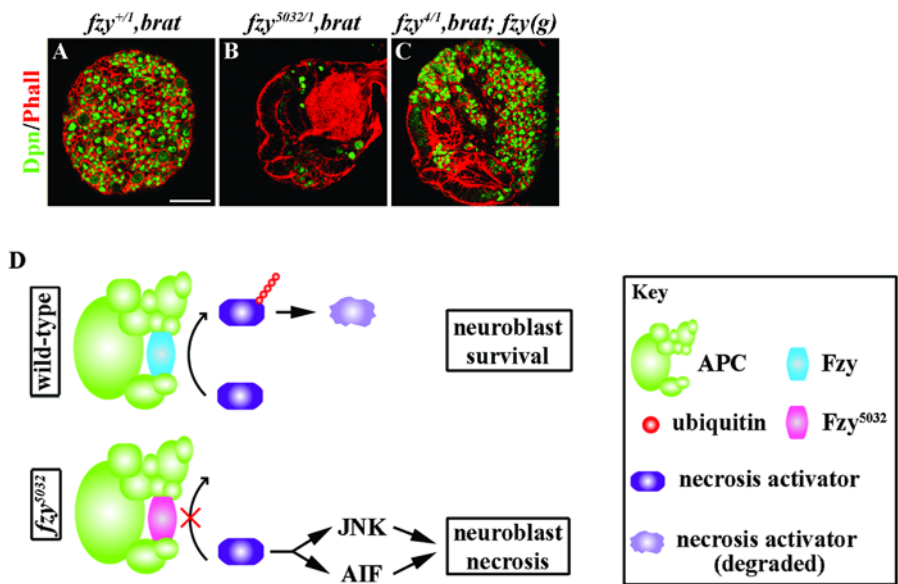 fzy+/1,brat fzy5032/1,brat fzy4/1,brat; fzy(g)
A B C
Dpn/Phall
D
wild-type
neuroblast
survival
fzy5032
JNK
AIF
neuroblast
necrosis
Key
APC
Fzy
ubiquitin
Fzy5032
necrosis activator
necrosis activator
(degraded)